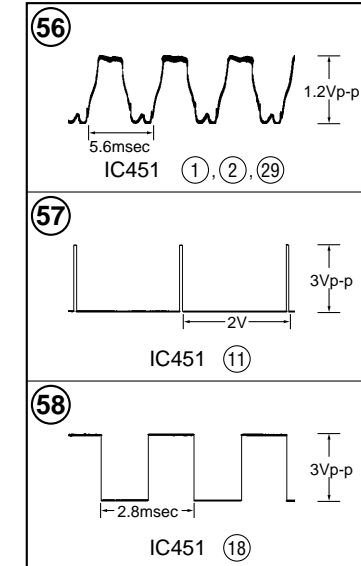 56
1.2Vp-p
5.6msec
IC451 1, 2, 29
57
3Vp-p
2V
IC451 11
58
3Vp-p
2.8msec
IC451 18